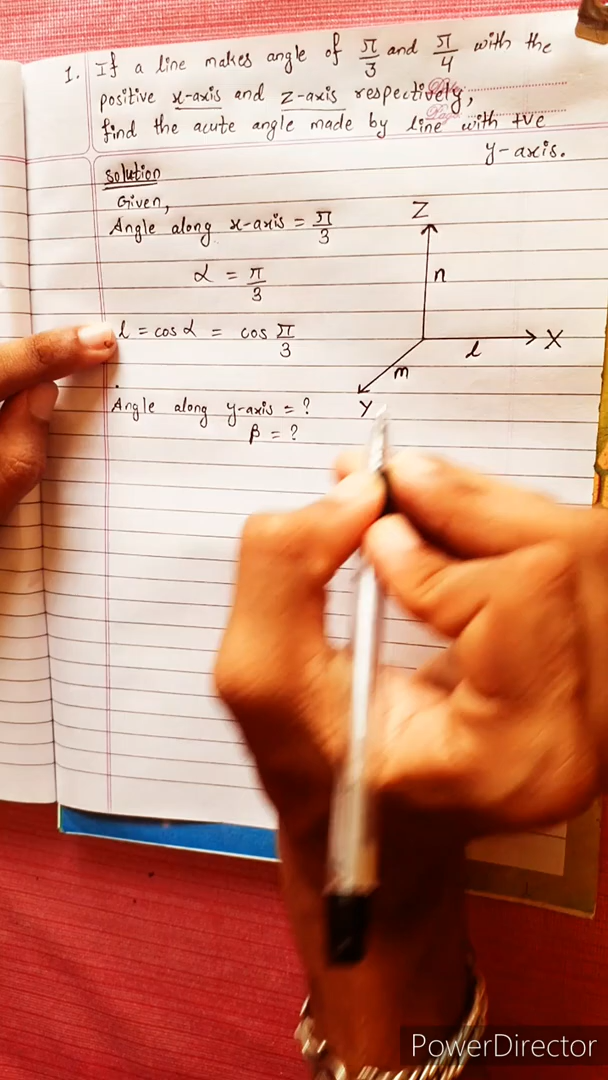 1. If a line makes angle of π/3 and π/4 with the
positive x-axis and z-axis respectively,
find the acute angle made by line with +ve
y-axis.
solution
Given,
Angle along x-axis = π/3
α = π/3
l = cos α = cos π/3
Angle along y-axis = ?
β = ?
Z
n
X
l
m
Y
PowerDirector